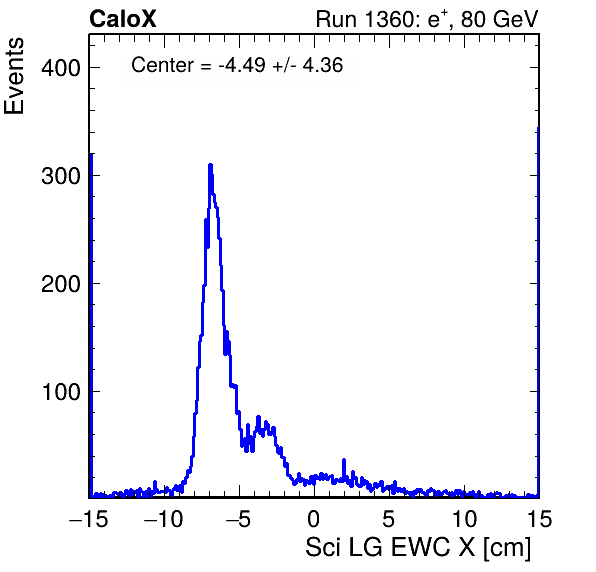 CaloX Run 1360: e⁺, 80 GeV
Events
Center = -4.49 +/- 4.36
400
300
200
100
−15 −10 −5 0 5 10 15
Sci LG EWC X [cm]